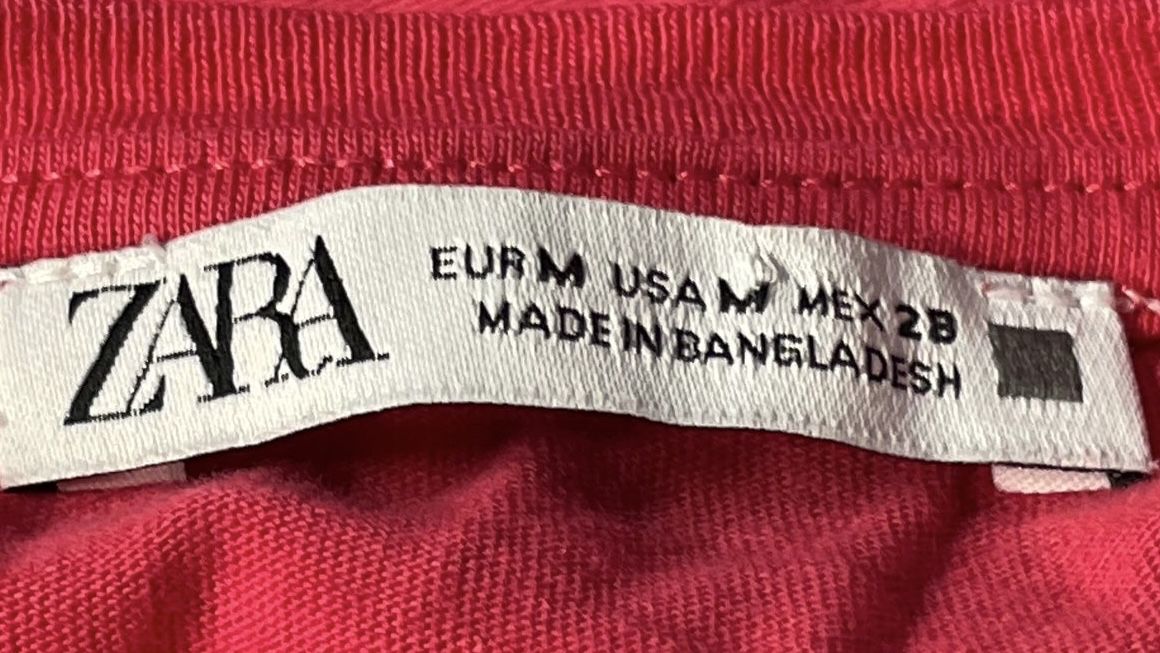 ZARA
EUR M USA M MEX 28
MADE IN BANGLADESH